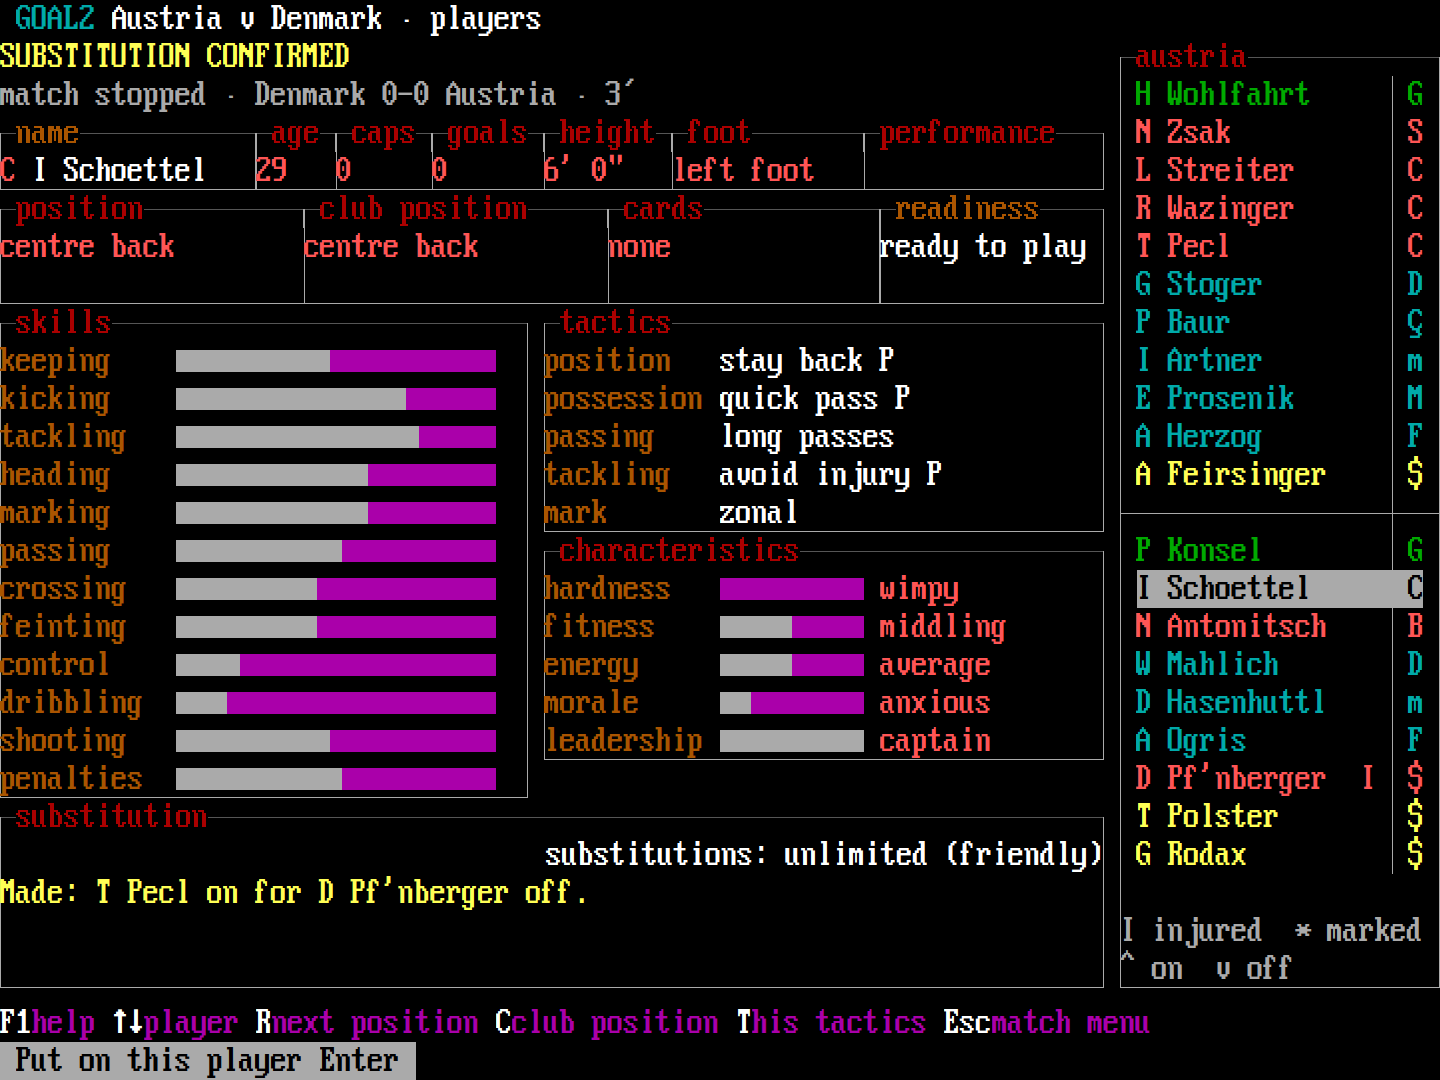 GOAL2 Austria v Denmark · players
SUBSTITUTION CONFIRMED
match stopped · Denmark 0-0 Austria · 3′
name age caps goals height foot performance
C I Schoettel 29 0 0 6' 0" left foot
position club position cards readiness
centre back centre back none ready to play
skills
keeping
kicking
tackling
heading
marking
passing
crossing
feinting
control
dribbling
shooting
penalties
tactics
position stay back P
possession quick pass P
passing long passes
tackling avoid injury P
mark zonal
characteristics
hardness wimpy
fitness middling
energy average
morale anxious
leadership captain
substitution
substitutions: unlimited (friendly)
Made: T Pecl on for D Pf'nberger off.
austria
H Wohlfahrt G
N Zsak S
L Streiter C
R Wazinger C
T Pecl C
G Stoger D
P Baur Ç
I Artner m
E Prosenik M
A Herzog F
A Feirsinger $
P Konsel G
I Schoettel C
N Antonitsch B
W Mahlich D
D Hasenhuttl m
A Ogris F
D Pf'nberger I $
T Polster $
G Rodax $
I injured * marked
^ on v off
F1help ↑↓player Rnext position Cclub position This tactics Escmatch menu
Put on this player Enter